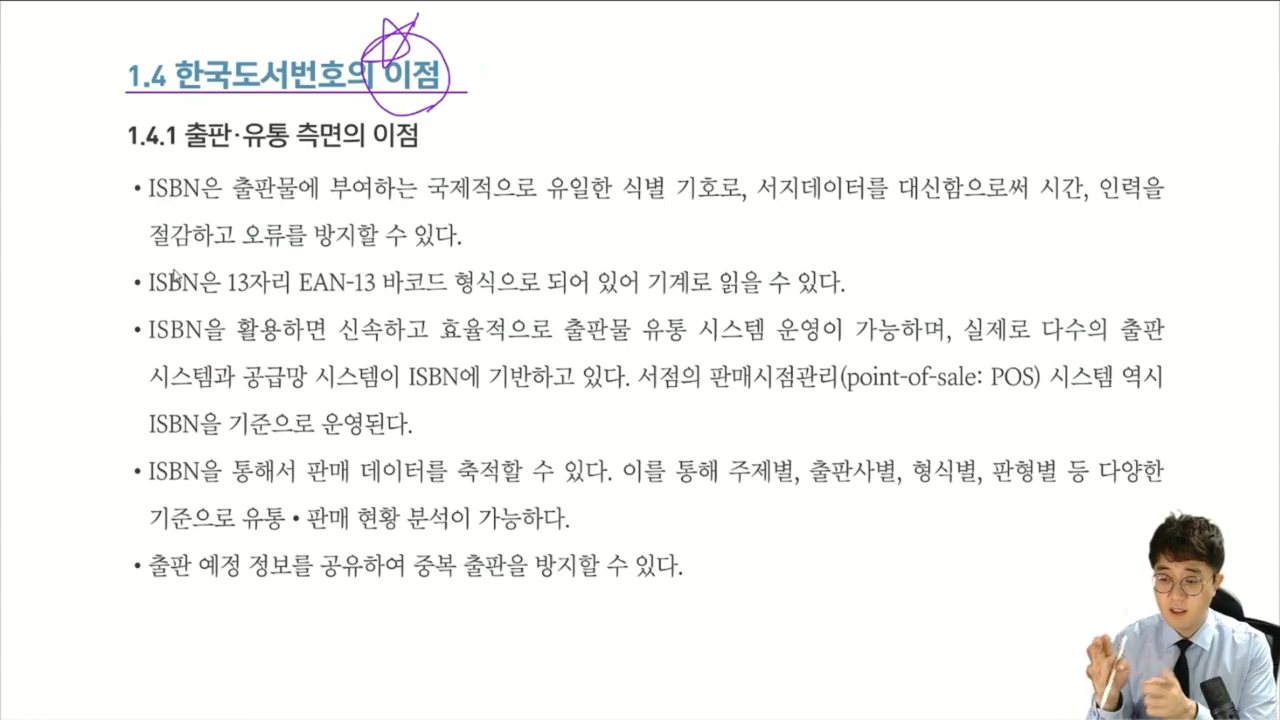 1.4 한국도서번호의 이점
1.4.1 출판·유통 측면의 이점
• ISBN은 출판물에 부여하는 국제적으로 유일한 식별 기호로, 서지데이터를 대신함으로써 시간, 인력을
절감하고 오류를 방지할 수 있다.
• ISBN은 13자리 EAN-13 바코드 형식으로 되어 있어 기계로 읽을 수 있다.
• ISBN을 활용하면 신속하고 효율적으로 출판물 유통 시스템 운영이 가능하며, 실제로 다수의 출판
시스템과 공급망 시스템이 ISBN에 기반하고 있다. 서점의 판매시점관리(point-of-sale: POS) 시스템 역시
ISBN을 기준으로 운영된다.
• ISBN을 통해서 판매 데이터를 축적할 수 있다. 이를 통해 주제별, 출판사별, 형식별, 판형별 등 다양한
기준으로 유통 • 판매 현황 분석이 가능하다.
• 출판 예정 정보를 공유하여 중복 출판을 방지할 수 있다.